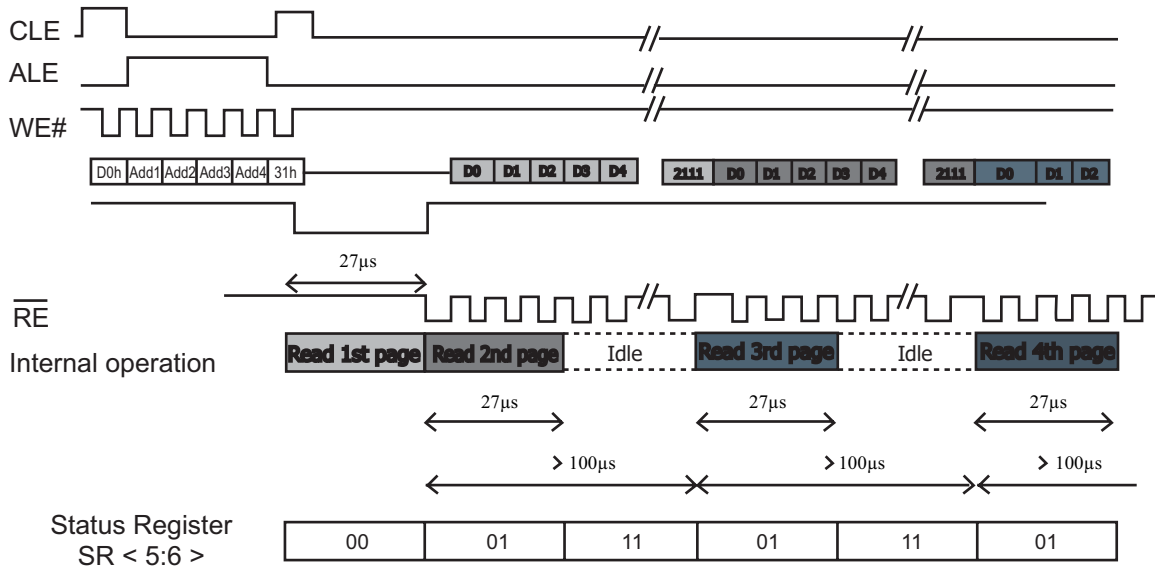 CLE
ALE
WE#
D0h Add1 Add2 Add3 Add4 31h D0 D1 D2 D3 D4 2111 D0 D1 D2 D3 D4 2111 D0 D1 D2
27µs
RE
Internal operation Read 1st page Read 2nd page Idle Read 3rd page Idle Read 4th page
27µs 27µs 27µs
> 100µs > 100µs > 100µs
Status Register
SR < 5:6 >
00 01 11 01 11 01